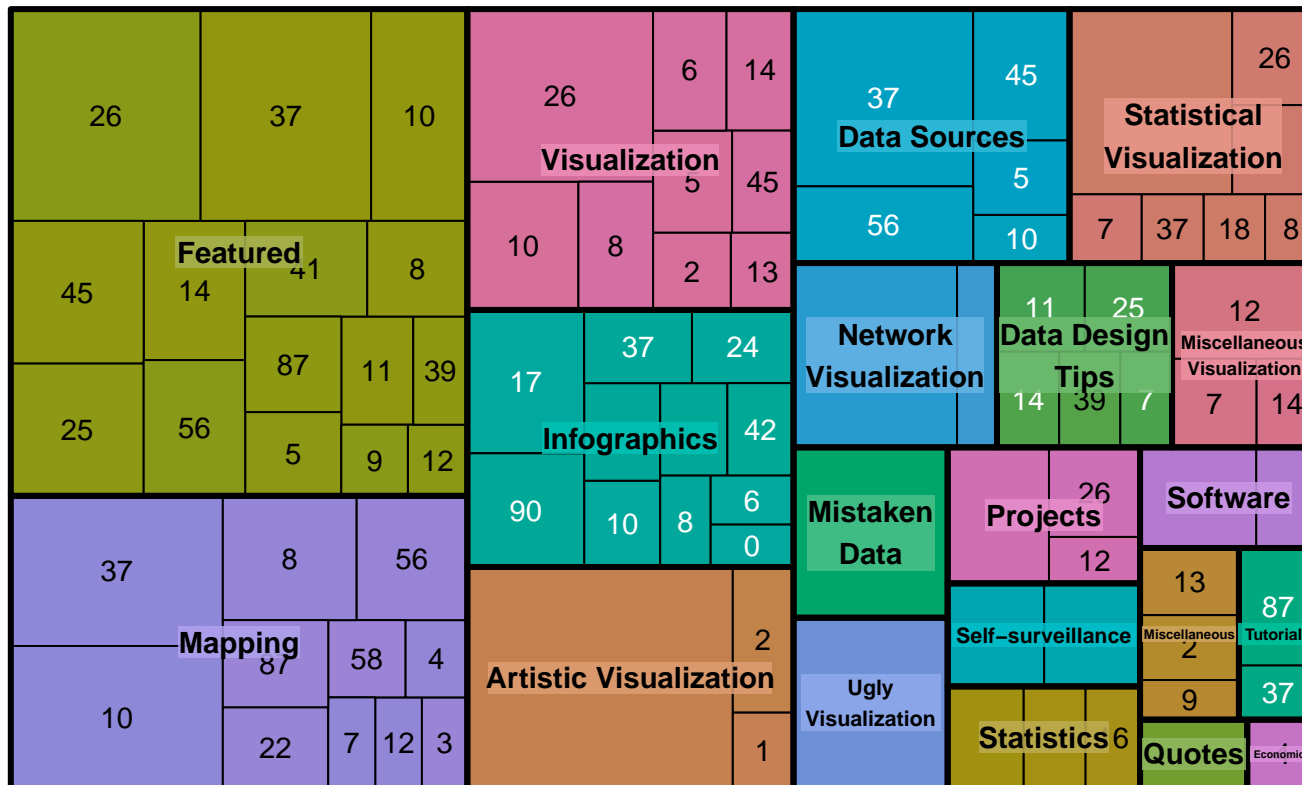 26 37 10
Featured
45 14 41 8
87 11 39
25 56 5 9 12
37 8 56
Mapping
87 58 4
10 22 7 12 3
26 6 14
Visualization
5 45
10 8 2 13
17 37 24
Infographics
42
90 10 8 6
0
Artistic Visualization
2
1
37 45
Data Sources
5
56 10
26
Statistical
Visualization
7 37 18 8
Network
Visualization
11 25
Data Design
Tips
14 39 7
12
Miscellaneous
Visualization
7 14
Mistaken
Data
Ugly
Visualization
26
Projects
12
Software
Self-surveillance
Statistics 6
13
Miscellaneous
2
9
87
Tutorial
37
Quotes
Economic